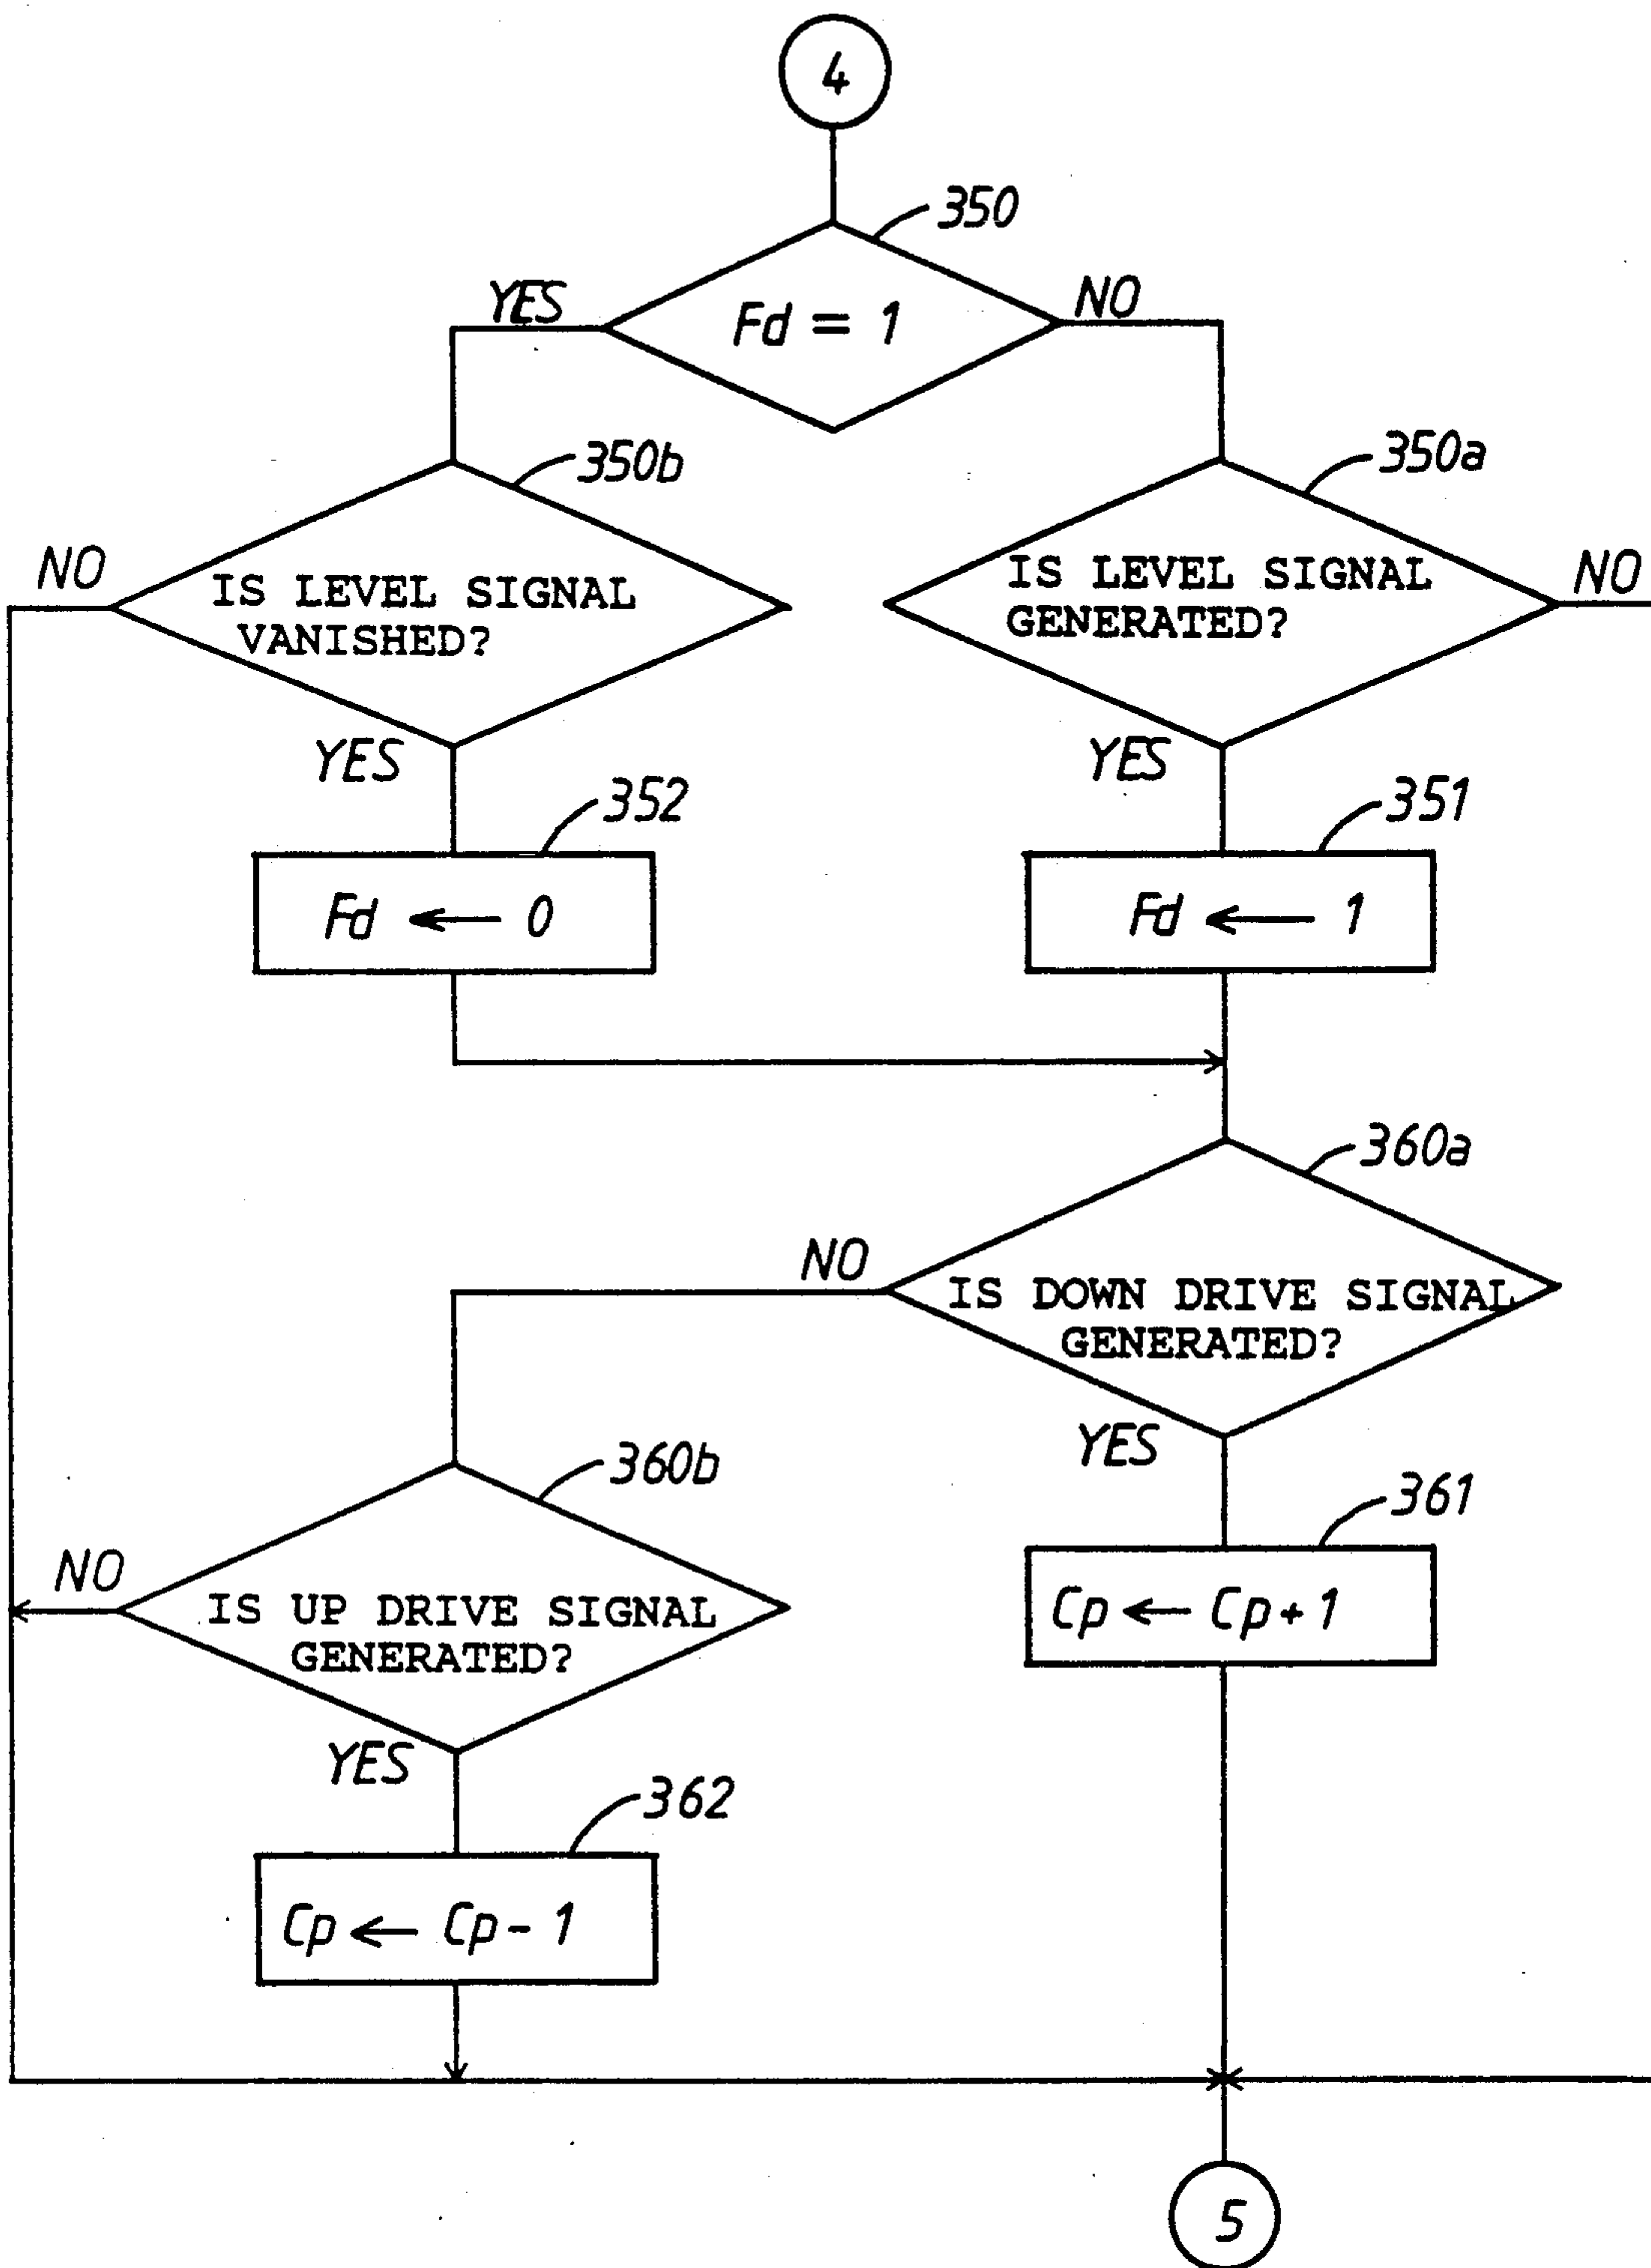 4
350
YES
NO
Fd = 1
350b
350a
NO
IS LEVEL SIGNAL
VANISHED?
IS LEVEL SIGNAL
GENERATED?
NO
YES
YES
352
351
Fd ← 0
Fd ← 1
360a
NO
IS DOWN DRIVE SIGNAL
GENERATED?
YES
360b
361
NO
IS UP DRIVE SIGNAL
GENERATED?
Cp ← Cp + 1
YES
362
Cp ← Cp - 1
5